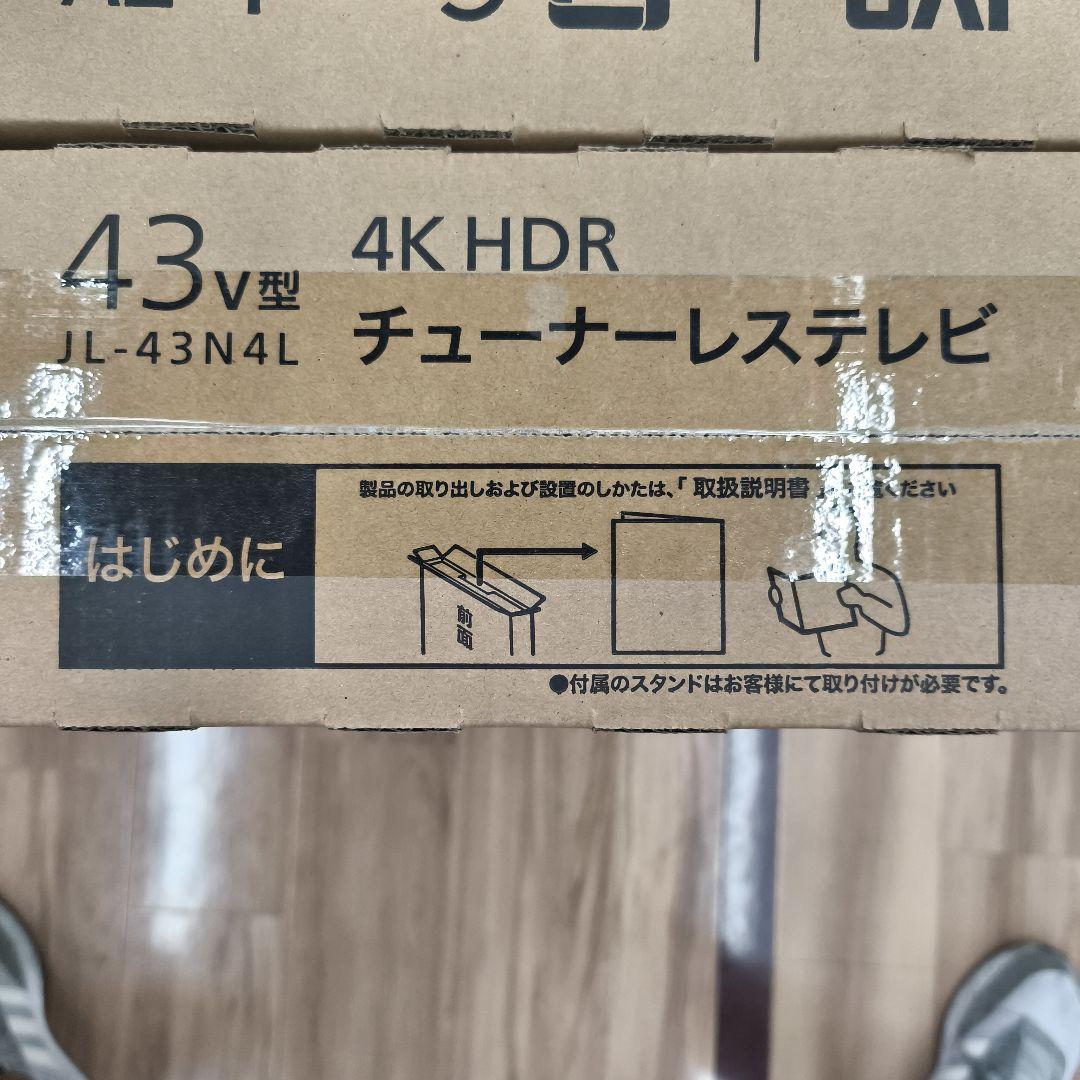 43V型
JL-43N4L
4K HDR
チューナーレステレビ
はじめに
製品の取り出しおよび設置のしかたは、「取扱説明書」ください
前面
●付属のスタンドはお客様にて取り付けが必要です。